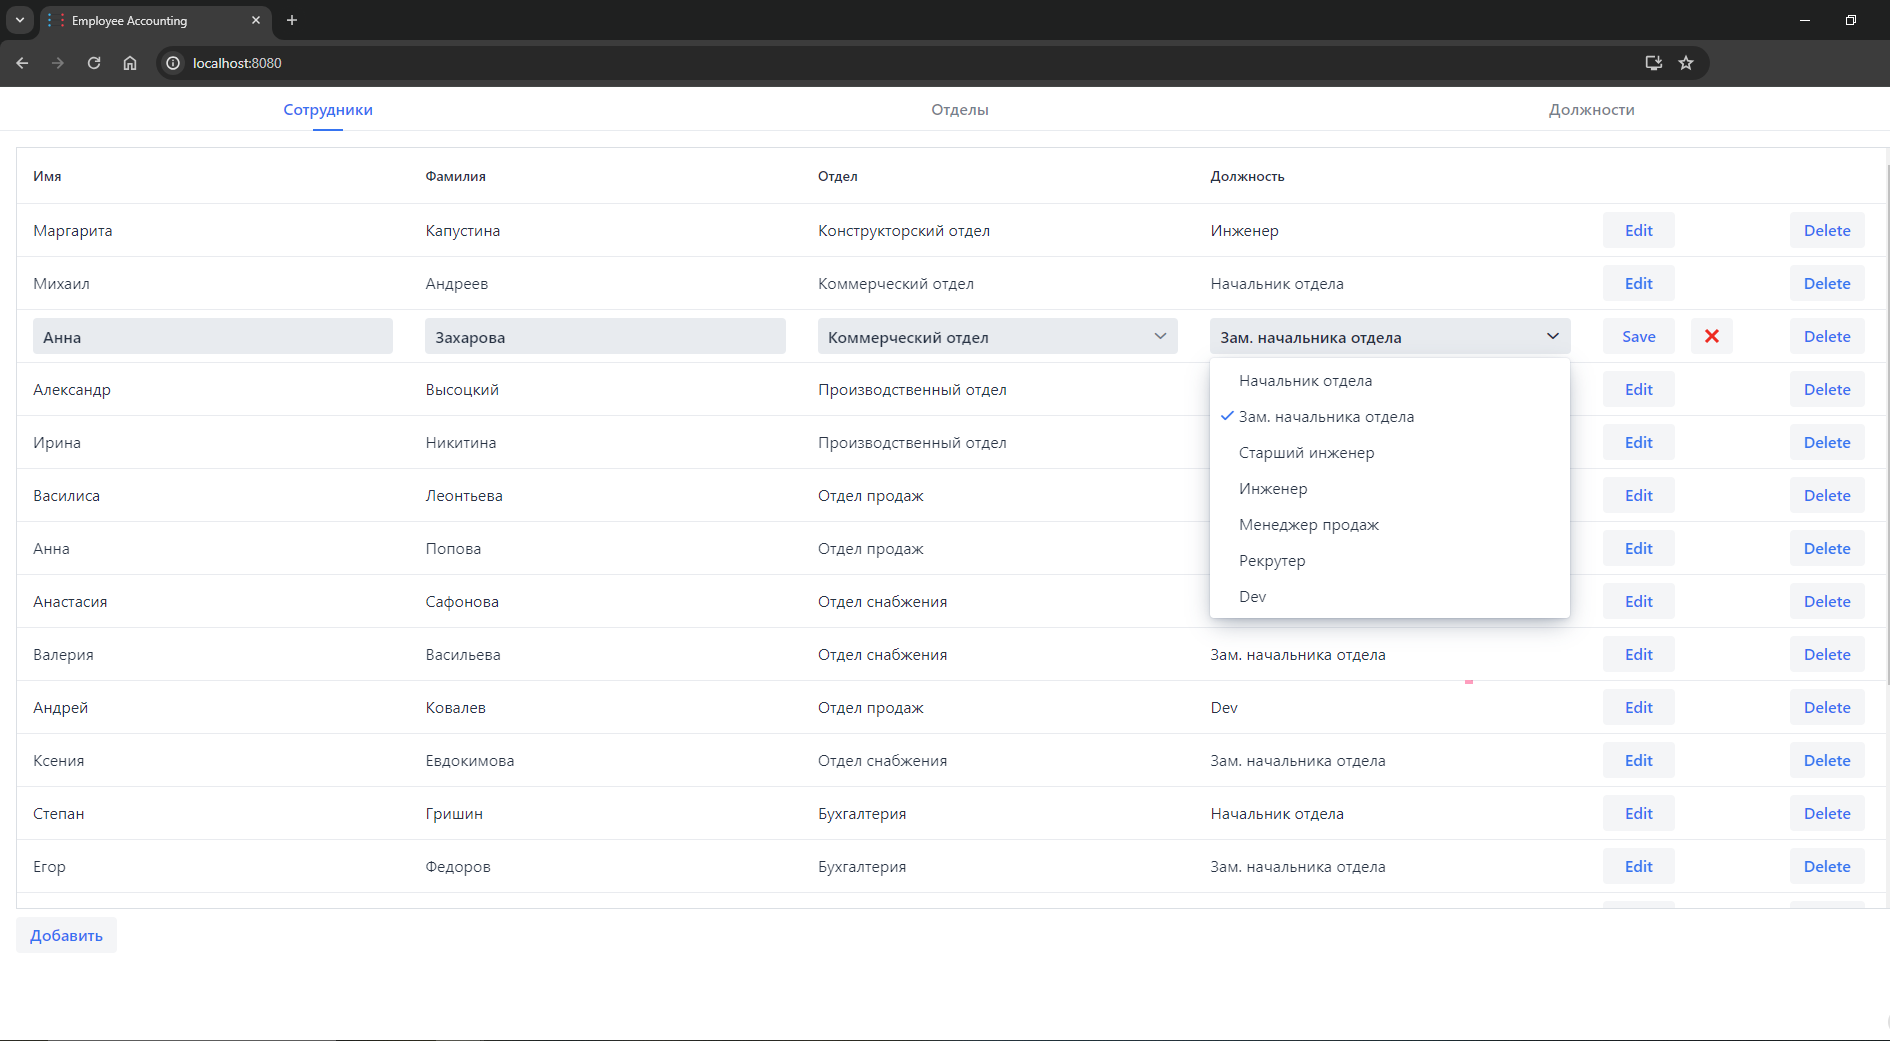 Employee Accounting
localhost:8080
Сотрудники Отделы Должности
Имя Фамилия Отдел Должность
Маргарита Капустина Конструкторский отдел Инженер Edit Delete
Михаил Андреев Коммерческий отдел Начальник отдела Edit Delete
Анна Захарова Коммерческий отдел Зам. начальника отдела Save Delete
Начальник отдела
Александр Высоцкий Производственный отдел Edit Delete
Зам. начальника отдела
Ирина Никитина Производственный отдел Edit Delete
Старший инженер
Василиса Леонтьева Отдел продаж Инженер Edit Delete
Менеджер продаж
Анна Попова Отдел продаж Edit Delete
Рекрутер
Анастасия Сафонова Отдел снабжения Dev Edit Delete
Валерия Васильева Отдел снабжения Зам. начальника отдела Edit Delete
Андрей Ковалев Отдел продаж Dev Edit Delete
Ксения Евдокимова Отдел снабжения Зам. начальника отдела Edit Delete
Степан Гришин Бухгалтерия Начальник отдела Edit Delete
Егор Федоров Бухгалтерия Зам. начальника отдела Edit Delete
Добавить